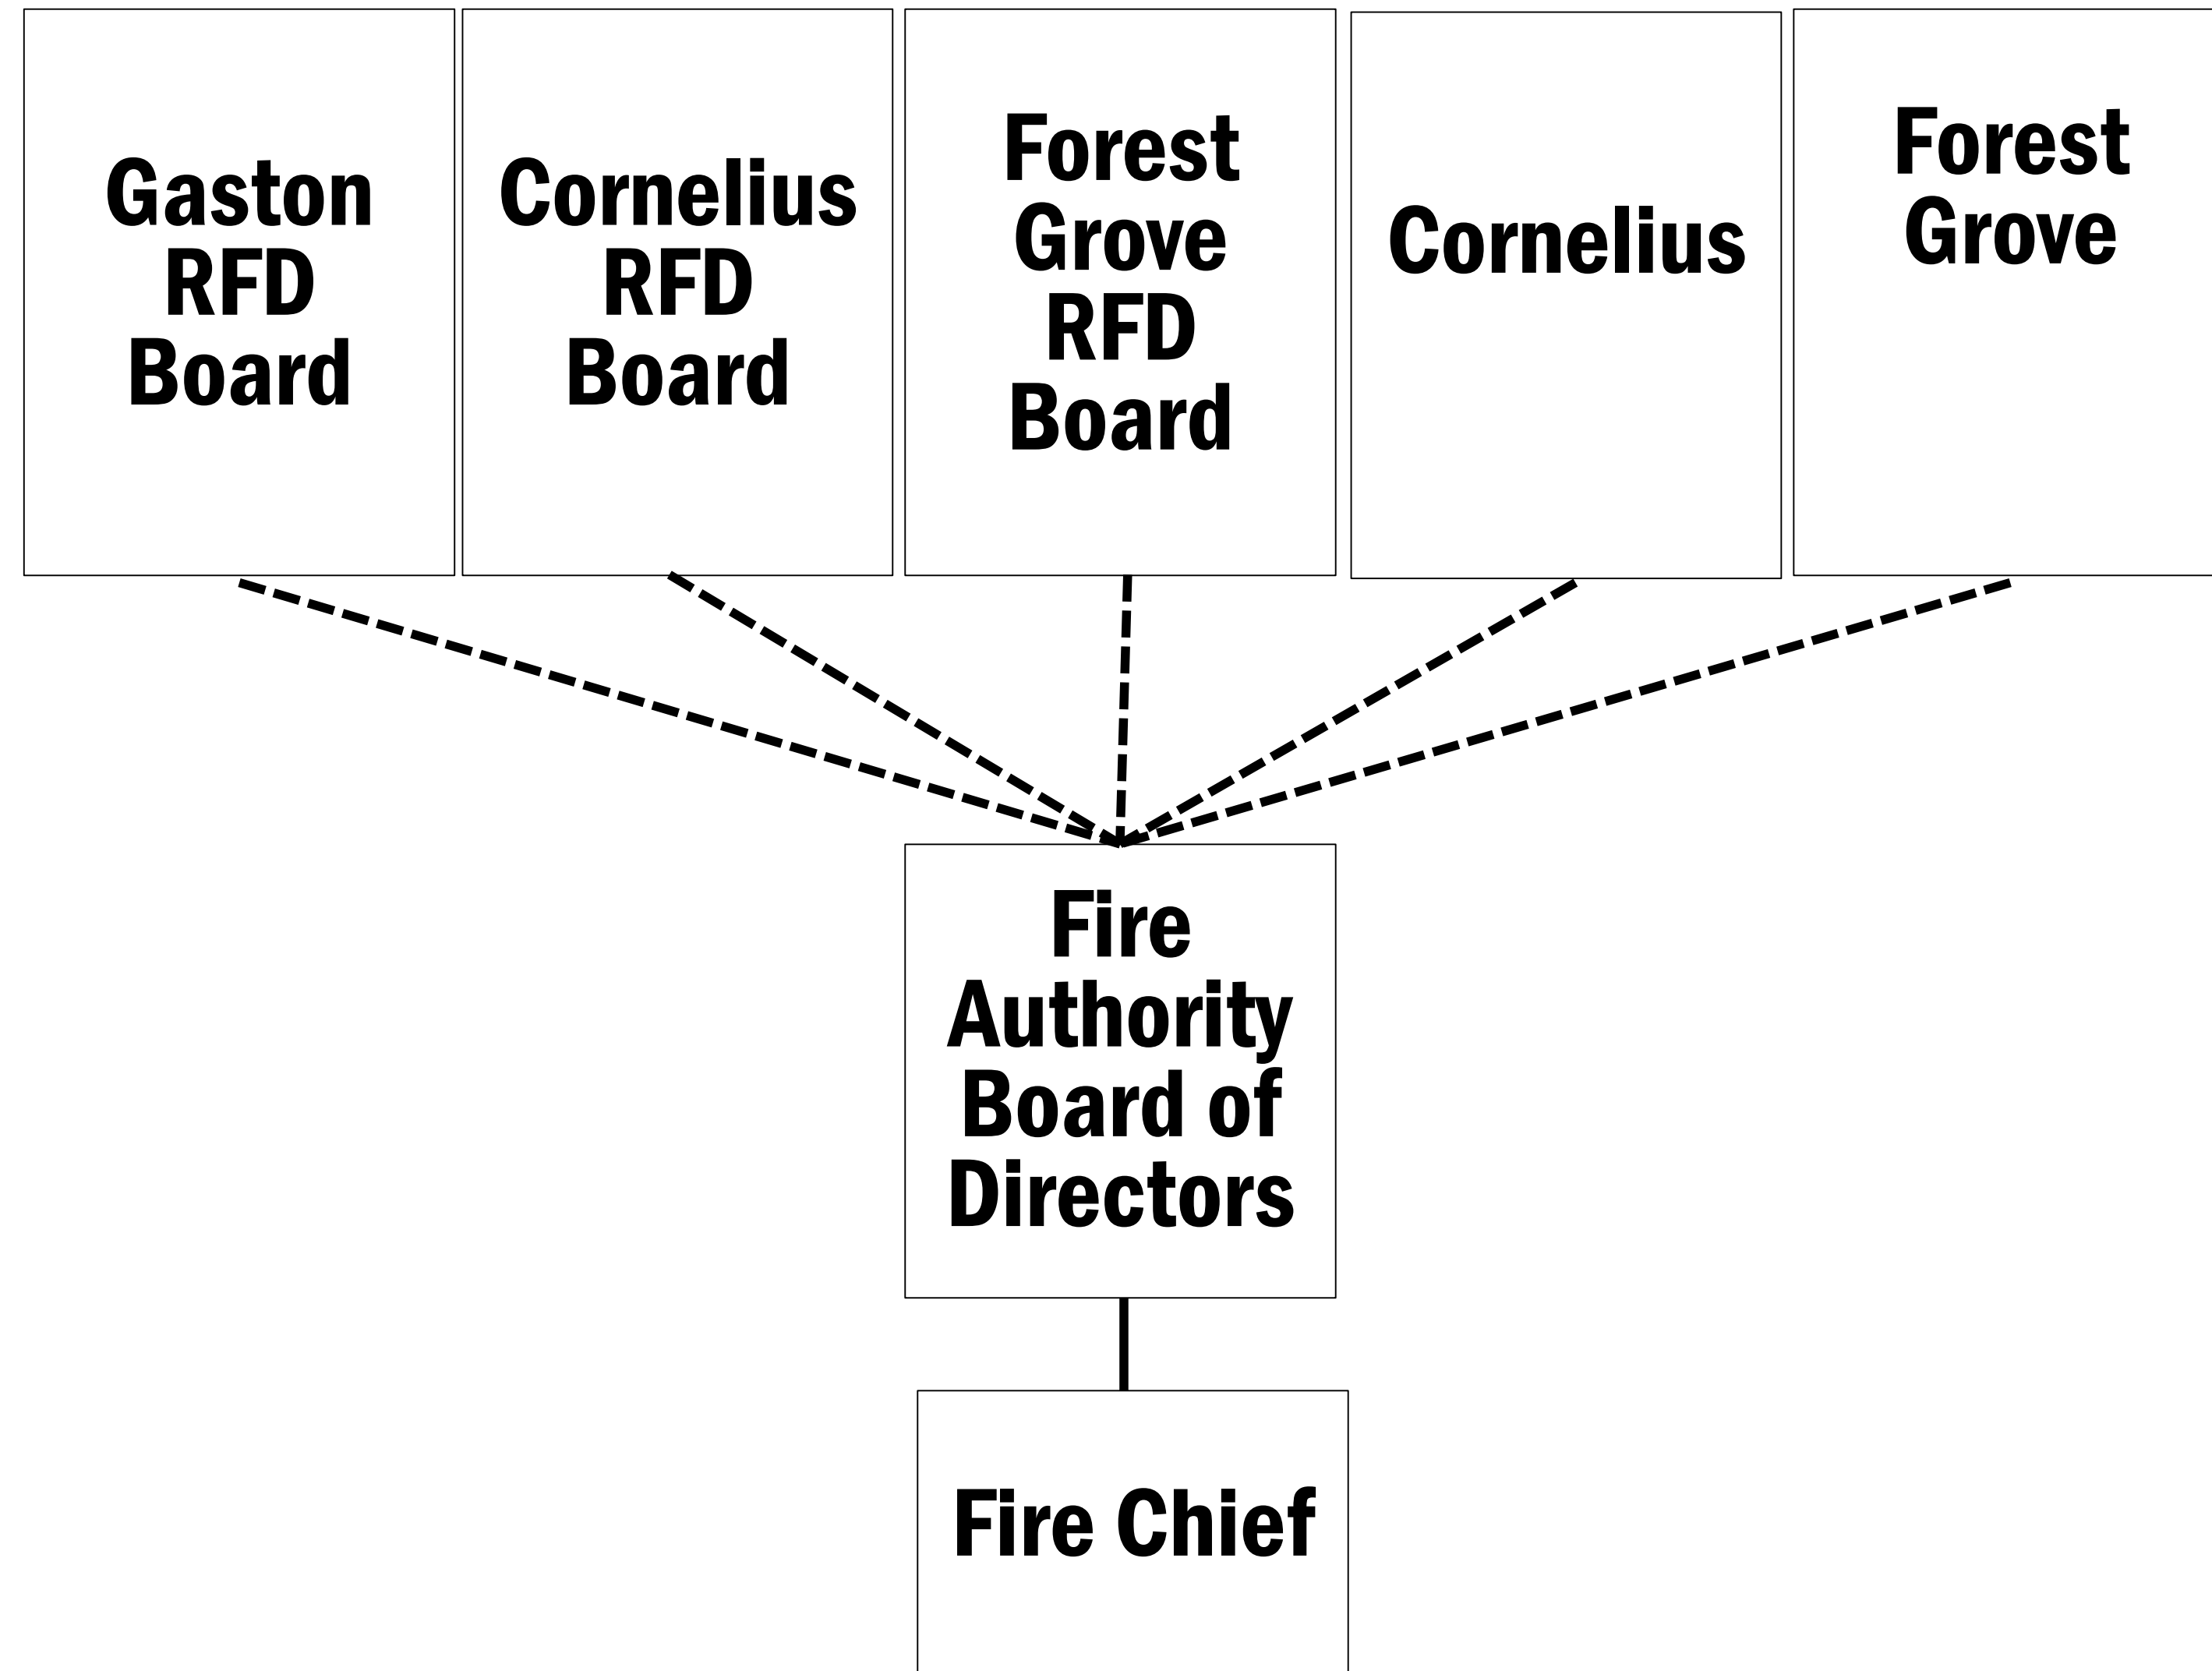 Gaston
RFD
Board
Cornelius
RFD
Board
Forest
Grove
RFD
Board
Cornelius
Forest
Grove
Fire
Authority
Board of
Directors
Fire Chief